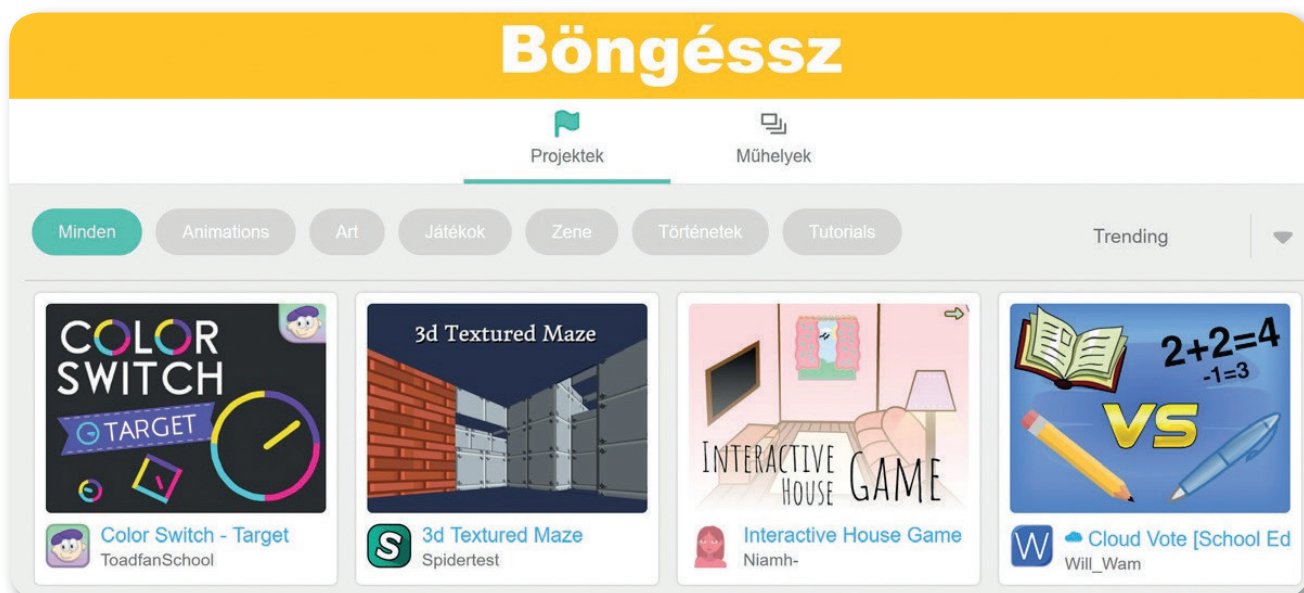 Böngéssz
Projektek
Műhelyek
Minden
Animations
Art
Játékok
Zene
Történetek
Tutorials
Trending
COLOR
SWITCH
TARGET
3d Textured Maze
INTERACTIVE
HOUSE
GAME
2+2=4
-1=3
VS
Color Switch - Target
ToadfanSchool
S
3d Textured Maze
Spidertest
Interactive House Game
Niamh-
W
Cloud Vote [School Ed
Will_Wam